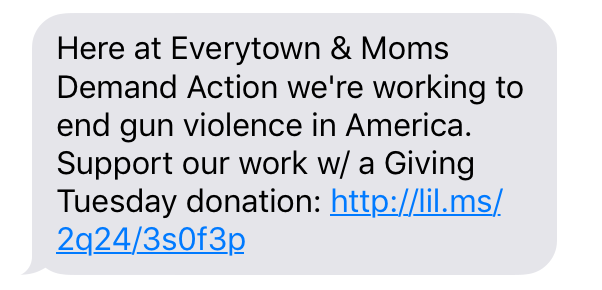 Here at Everytown & Moms
Demand Action we're working to
end gun violence in America.
Support our work w/ a Giving
Tuesday donation: http://lil.ms/
2q24/3s0f3p